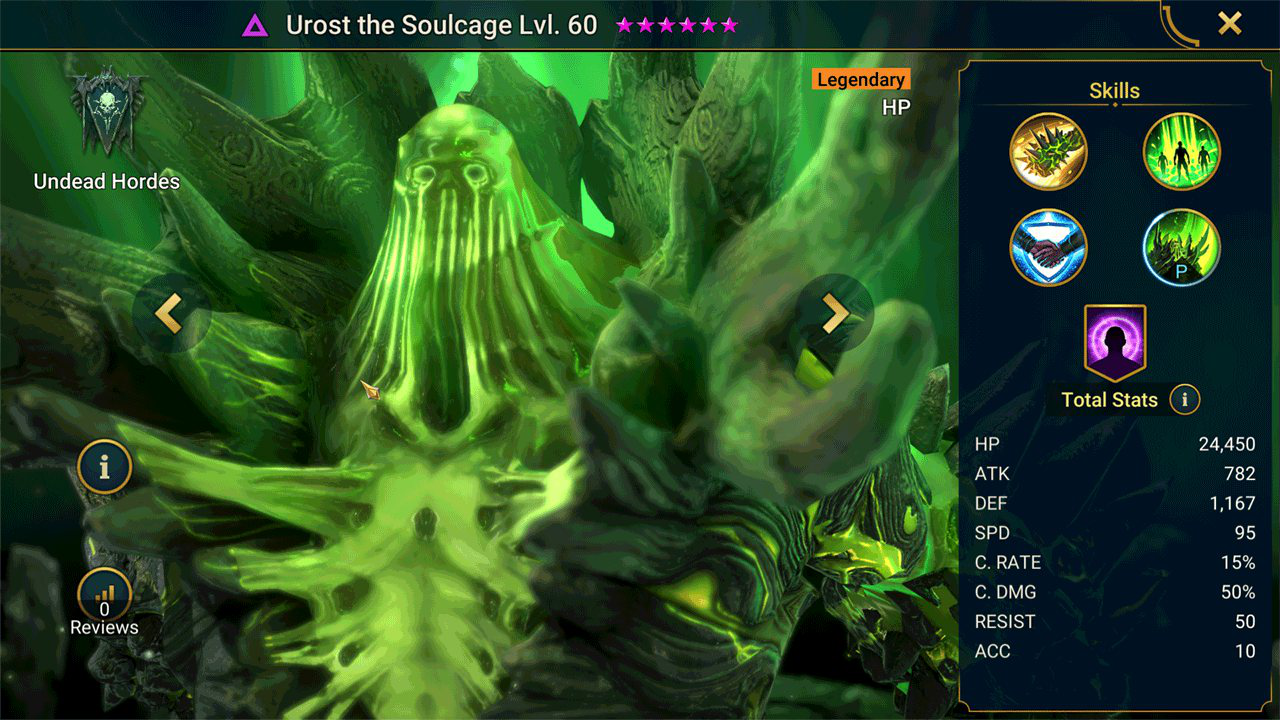 Urost the Soulcage Lvl. 60
Legendary
HP
Undead Hordes
i
0
Reviews
Skills
P
Total Stats i
HP 24,450
ATK 782
DEF 1,167
SPD 95
C. RATE 15%
C. DMG 50%
RESIST 50
ACC 10